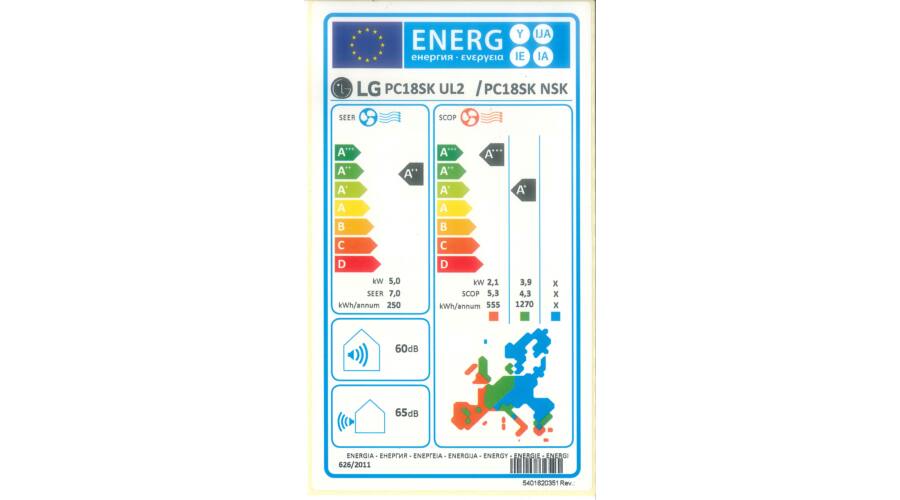 ENERG Y IJA IE IA
енергия · ενεργεια
LG PC18SK UL2 / PC18SK NSK
SEER
SCOP
A+++
A++
A+
A
B
C
D
A++
kW 5,0
SEER 7,0
kWh/annum 250
A+++
A++
A+
A
B
C
D
A+++
A+
kW 2,1 3,9 X
SCOP 5,3 4,3 X
kWh/annum 555 1270 X
60dB
65dB
ENERGIA - ЕНЕРГИЯ - ΕΝΕΡΓΕΙΑ - ENERGIJA - ENERGY - ENERGIE - ENERGI
626/2011
5401820351 Rev.